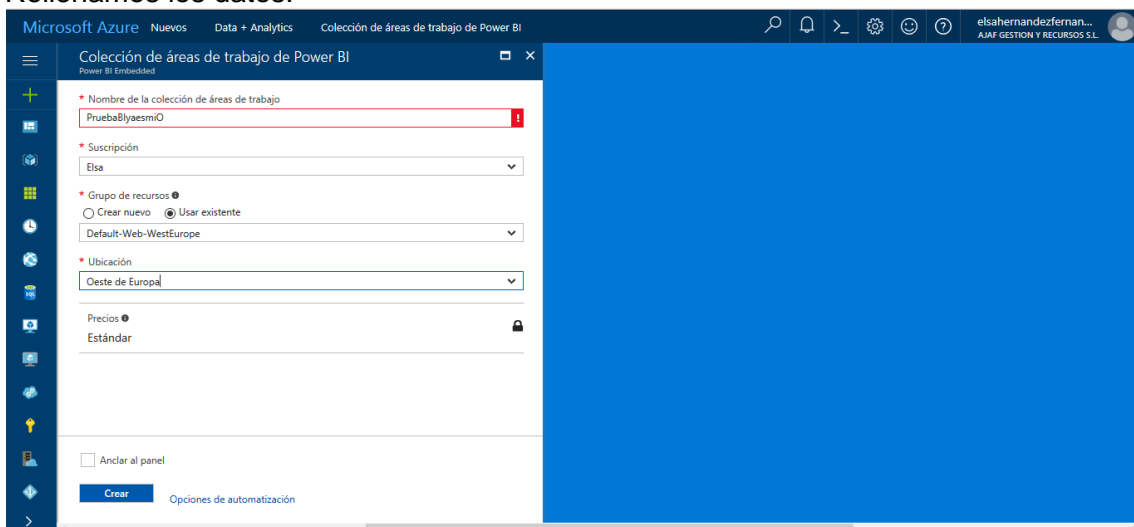 Rellenamos los datos.
Microsoft Azure Nuevos Data + Analytics Colección de áreas de trabajo de Power BI
elsahernandezfernan...
AJAF GESTION Y RECURSOS S.L.
Colección de áreas de trabajo de Power BI
Power BI Embedded
* Nombre de la colección de áreas de trabajo
PruebaBIyaesmiO
* Suscripción
Elsa
* Grupo de recursos
Crear nuevo Usar existente
Default-Web-WestEurope
* Ubicación
Oeste de Europa
Precios
Estándar
Anclar al panel
Crear Opciones de automatización